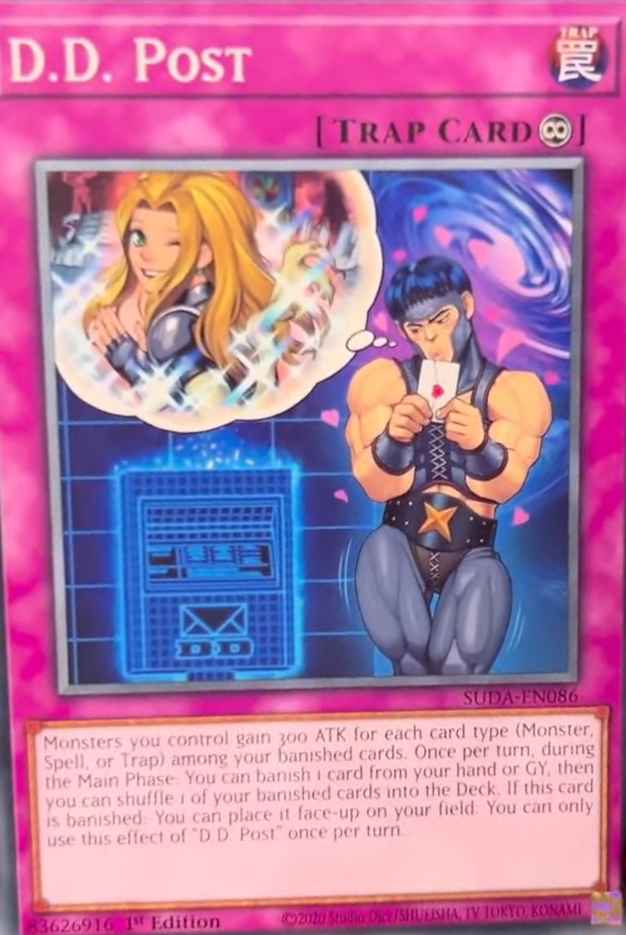 D.D. POST
TRAP
罠
[TRAP CARD]
SUDA-EN086
Monsters you control gain 300 ATK for each card type (Monster,
Spell, or Trap) among your banished cards. Once per turn, during
the Main Phase: You can banish 1 card from your hand or GY, then
you can shuffle 1 of your banished cards into the Deck. If this card
is banished: You can place it face-up on your field. You can only
use this effect of "D.D. Post" once per turn.
83626916 1st Edition
©2020 Studio Dice/SHUEISHA, TV TOKYO, KONAMI